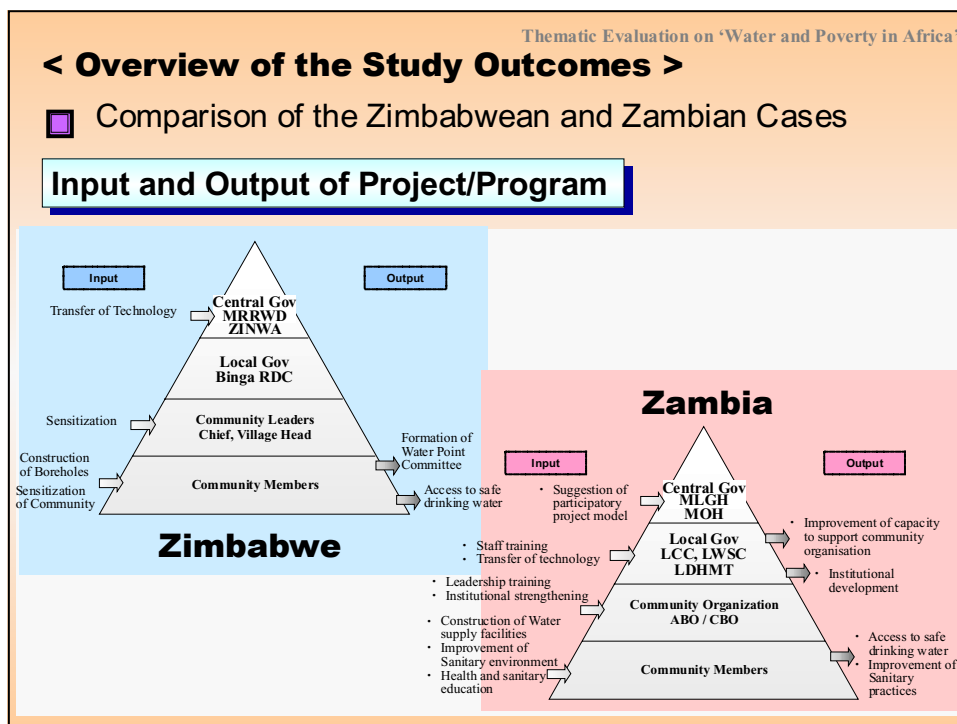 Thematic Evaluation on ‘Water and Poverty in Africa’
< Overview of the Study Outcomes >
Comparison of the Zimbabwean and Zambian Cases
Input and Output of Project/Program
Input
Output
Transfer of Technology
Central Gov
MRRWD
ZINWA
Local Gov
Binga RDC
Sensitization
Community Leaders
Chief, Village Head
Construction
of Boreholes
Sensitization
of Community
Community Members
Formation of
Water Point
Committee
Access to safe
drinking water
Zimbabwe
Zambia
Input
Output
・ Suggestion of
participatory
project model
Central Gov
MLGH
MOH
・ Staff training
・ Transfer of technology
Local Gov
LCC, LWSC
LDHMT
・ Improvement of capacity
to support community
organisation
・ Institutional
development
・ Leadership training
・ Institutional strengthening
Community Organization
ABO / CBO
・ Construction of Water
supply facilities
・ Improvement of
Sanitary environment
・ Health and sanitary
education
Community Members
・ Access to safe
drinking water
・ Improvement of
Sanitary
practices